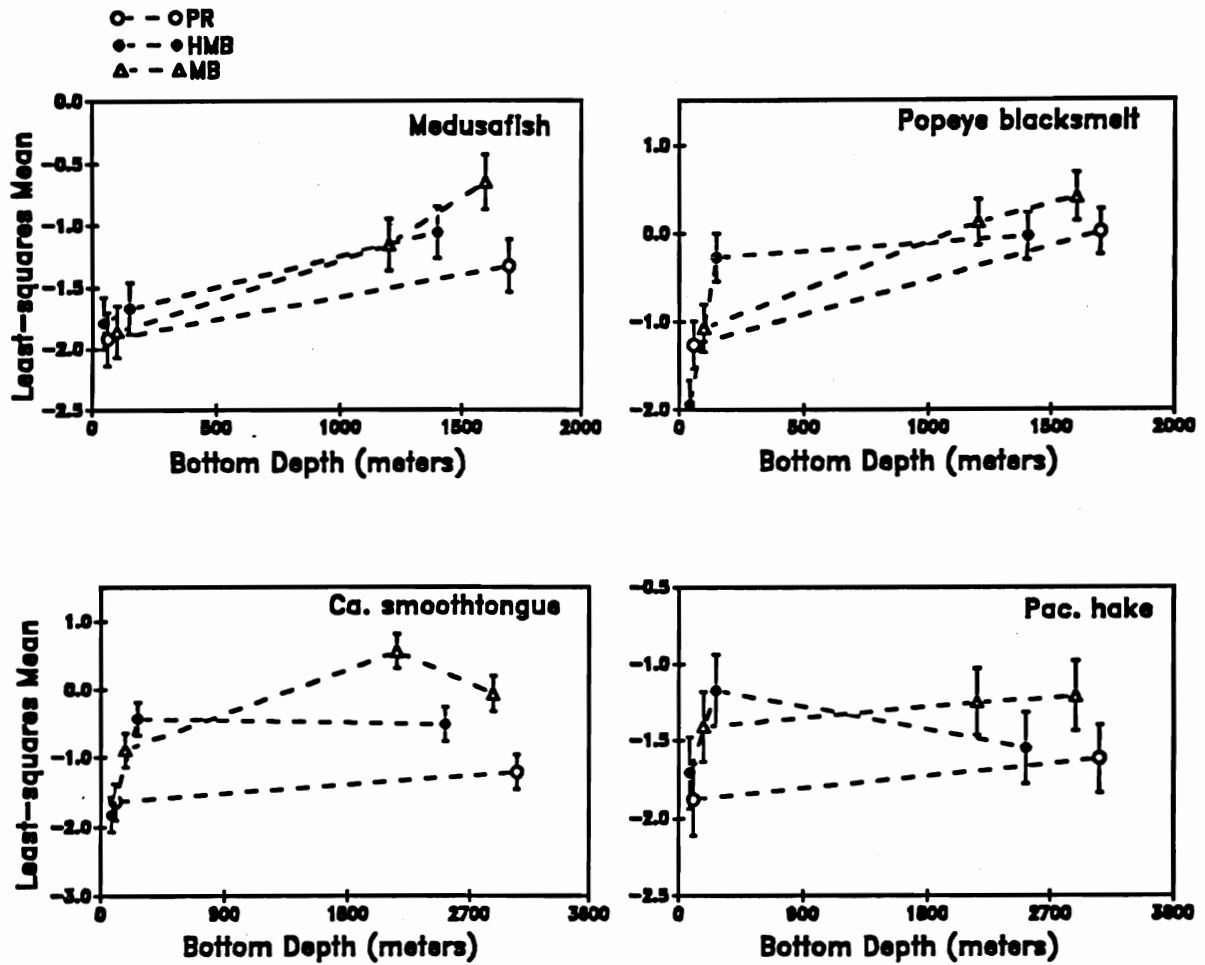 PR
HMB
MB
Medusafish
Least-squares Mean
0.0
-0.5
-1.0
-1.5
-2.0
-2.5
0 500 1000 1500 2000
Bottom Depth (meters)
Popeye blacksmelt
1.0
0.0
-1.0
-2.0
0 500 1000 1500 2000
Bottom Depth (meters)
Ca. smoothtongue
Least-squares Mean
1.0
0.0
-1.0
-2.0
-3.0
0 900 1800 2700 3600
Bottom Depth (meters)
Pac. hake
-0.5
-1.0
-1.5
-2.0
-2.5
0 900 1800 2700 3600
Bottom Depth (meters)